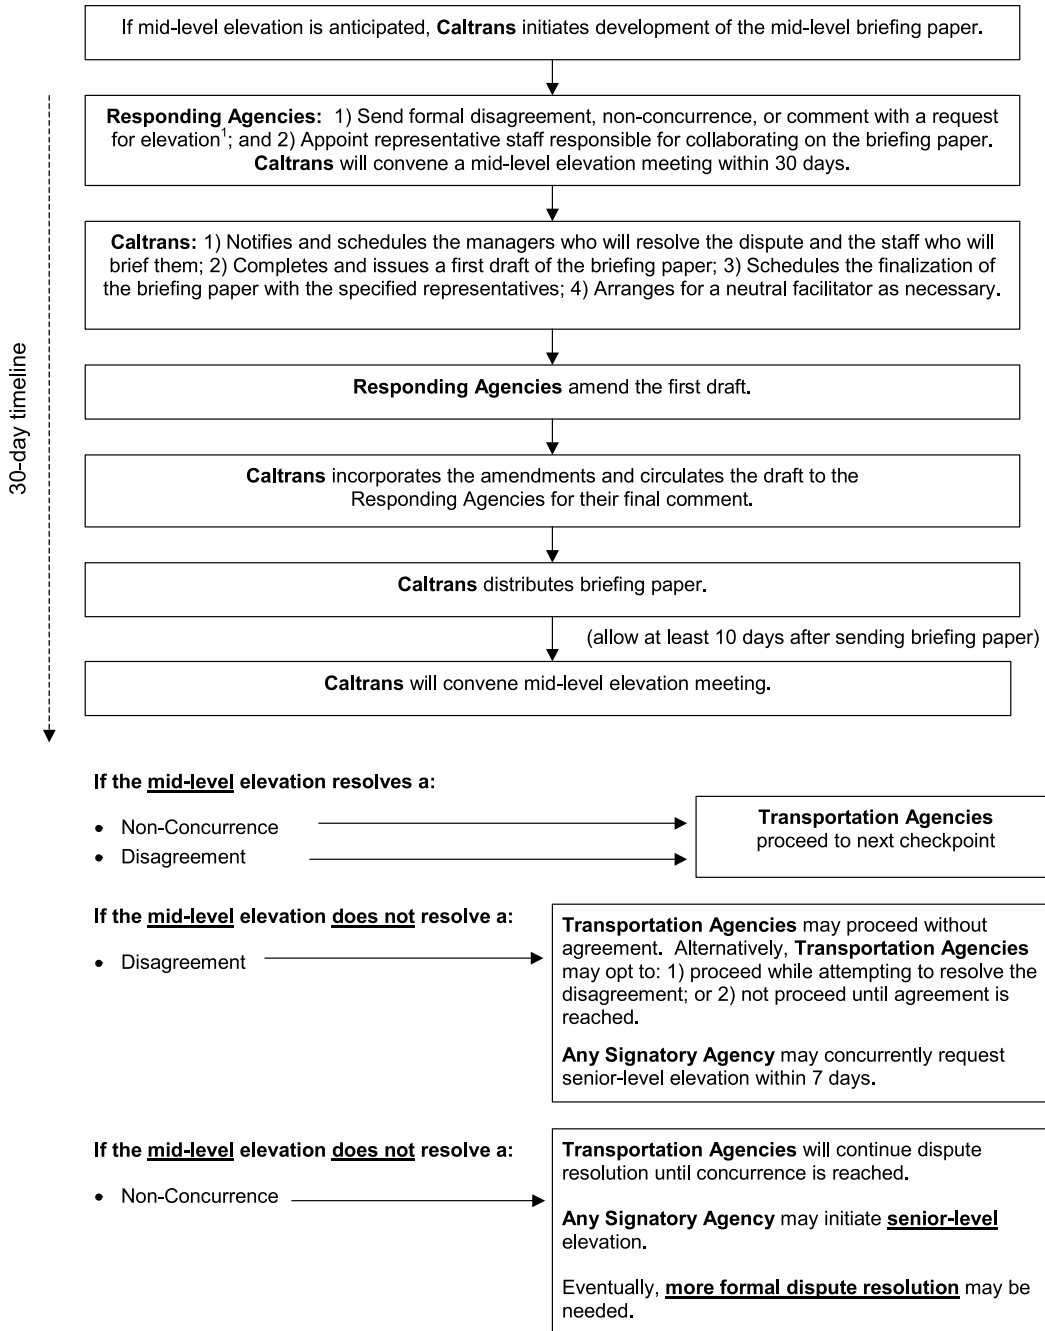 If mid-level elevation is anticipated, Caltrans initiates development of the mid-level briefing paper.
Responding Agencies: 1) Send formal disagreement, non-concurrence, or comment with a request
for elevation1; and 2) Appoint representative staff responsible for collaborating on the briefing paper.
Caltrans will convene a mid-level elevation meeting within 30 days.
Caltrans: 1) Notifies and schedules the managers who will resolve the dispute and the staff who will
brief them; 2) Completes and issues a first draft of the briefing paper; 3) Schedules the finalization of
the briefing paper with the specified representatives; 4) Arranges for a neutral facilitator as necessary.
30-day timeline
Responding Agencies amend the first draft.
Caltrans incorporates the amendments and circulates the draft to the
Responding Agencies for their final comment.
Caltrans distributes briefing paper.
(allow at least 10 days after sending briefing paper)
Caltrans will convene mid-level elevation meeting.
If the mid-level elevation resolves a:
• Non-Concurrence
• Disagreement
Transportation Agencies
proceed to next checkpoint
If the mid-level elevation does not resolve a:
• Disagreement
Transportation Agencies may proceed without
agreement. Alternatively, Transportation Agencies
may opt to: 1) proceed while attempting to resolve the
disagreement; or 2) not proceed until agreement is
reached.
Any Signatory Agency may concurrently request
senior-level elevation within 7 days.
If the mid-level elevation does not resolve a:
• Non-Concurrence
Transportation Agencies will continue dispute
resolution until concurrence is reached.
Any Signatory Agency may initiate senior-level
elevation.
Eventually, more formal dispute resolution may be
needed.